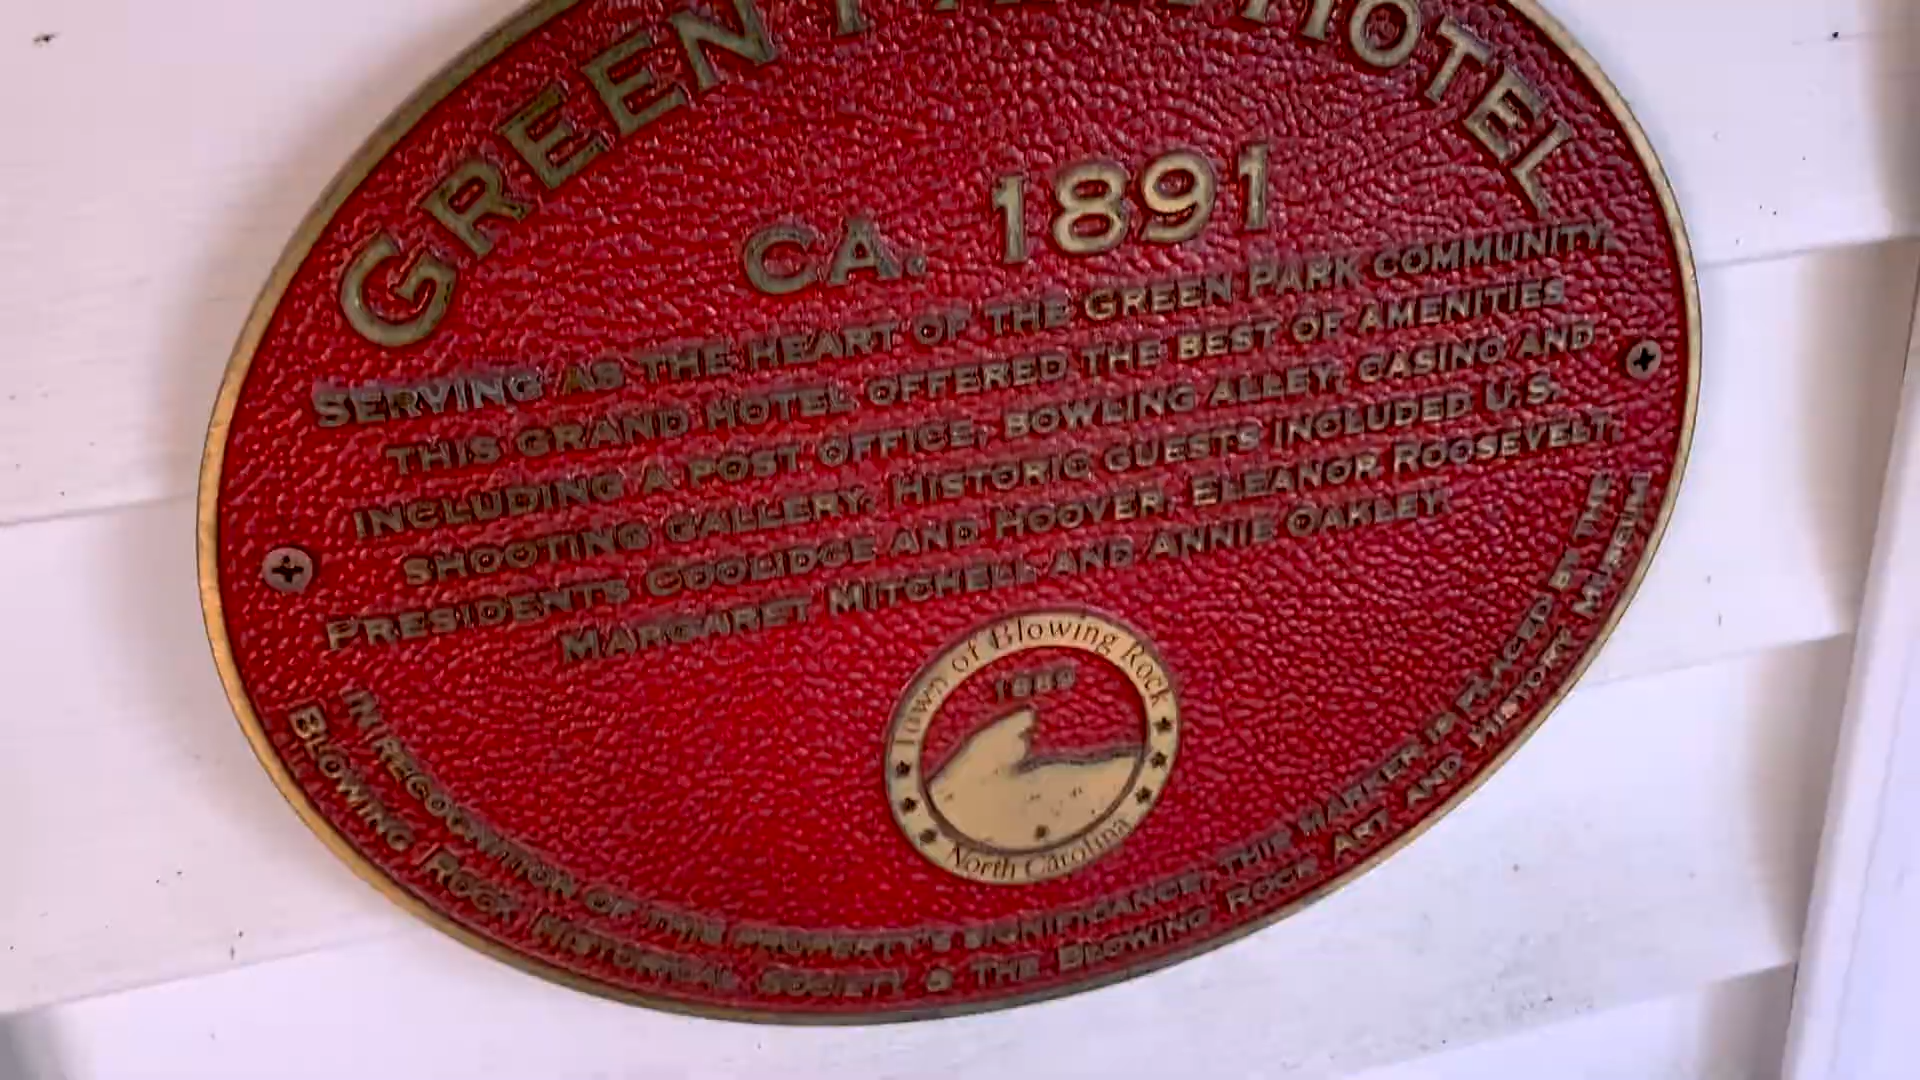 GREEN PARK HOTEL
CA. 1891
SERVING AS THE HEART OF THE GREEN PARK COMMUNITY,
THIS GRAND HOTEL OFFERED THE BEST OF AMENITIES
INCLUDING A POST OFFICE, BOWLING ALLEY, CASINO AND
SHOOTING GALLERY. HISTORIC GUESTS INCLUDED U.S.
PRESIDENTS COOLIDGE AND HOOVER, ELEANOR ROOSEVELT,
MARGARET MITCHELL AND ANNIE OAKLEY.
Town of Blowing Rock
1889
North Carolina
IN RECOGNITION OF THIS PROPERTY'S SIGNIFICANCE, THIS MARKER IS PLACED BY THE
BLOWING ROCK HISTORICAL SOCIETY & THE BLOWING ROCK ART AND HISTORY MUSEUM